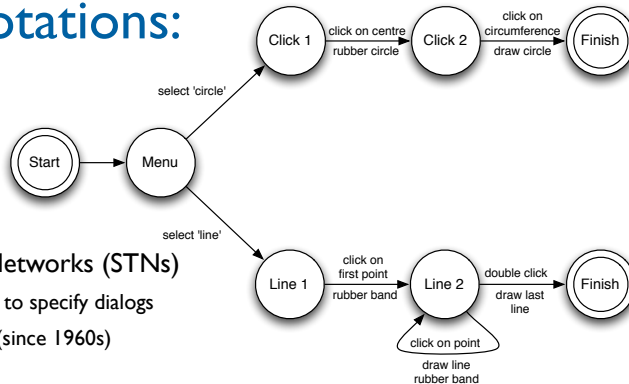 otations:
Click 1
click on centre
rubber circle
Click 2
click on
circumference
draw circle
Finish
select 'circle'
Start
Menu
select 'line'
Networks (STNs)
to specify dialogs
(since 1960s)
Line 1
click on
first point
rubber band
Line 2
double click
draw last
line
Finish
click on point
draw line
rubber band